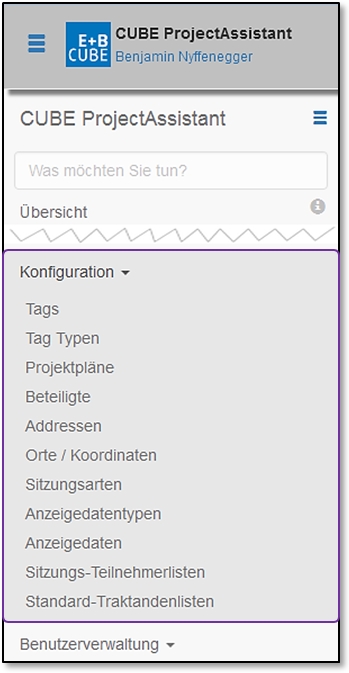 E+B
CUBE
CUBE ProjectAssistant
Benjamin Nyffenegger
CUBE ProjectAssistant
Was möchten Sie tun?
Übersicht
Konfiguration
Tags
Tag Typen
Projektpläne
Beteiligte
Addressen
Orte / Koordinaten
Sitzungsarten
Anzeigedatentypen
Anzeigedaten
Sitzungs-Teilnehmerlisten
Standard-Traktandenlisten
Benutzerverwaltung